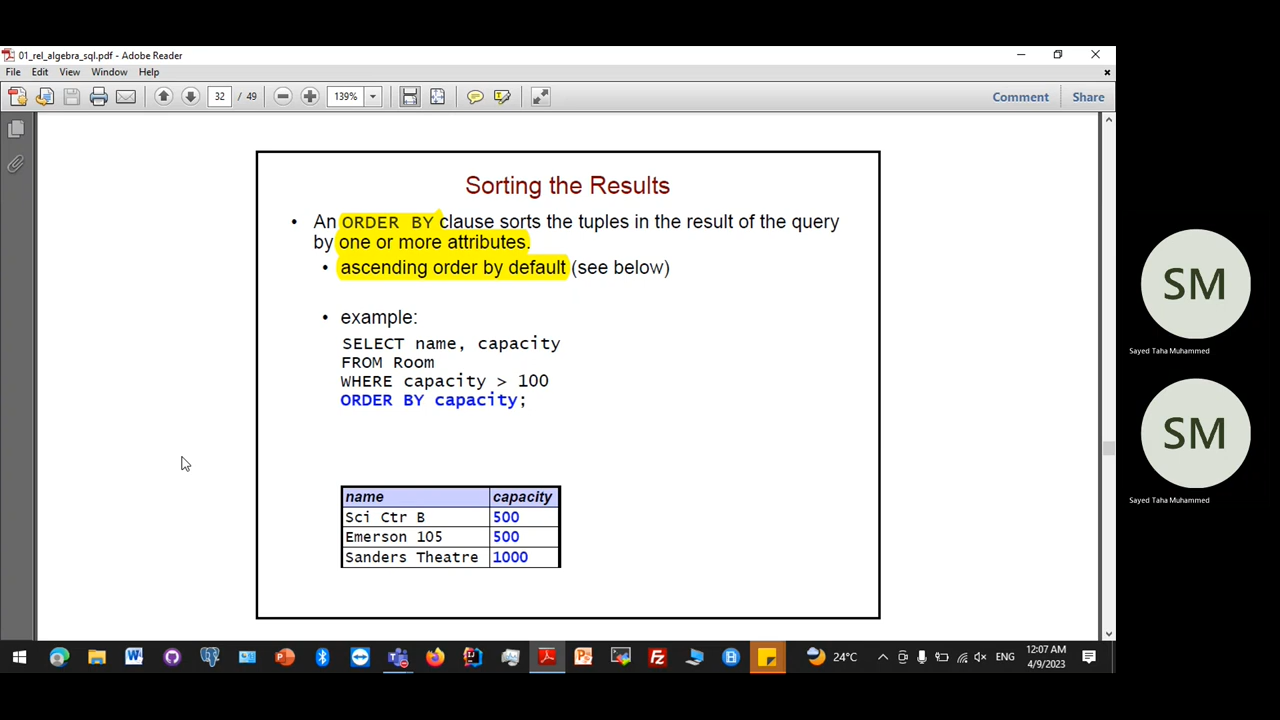 01_rel_algebra_sql.pdf - Adobe Reader
File Edit View Window Help
32 / 49 139% Comment Share
Sorting the Results
• An ORDER BY clause sorts the tuples in the result of the query
by one or more attributes.
• ascending order by default (see below)
• example:
SELECT name, capacity
FROM Room
WHERE capacity > 100
ORDER BY capacity;
name capacity
Sci Ctr B 500
Emerson 105 500
Sanders Theatre 1000
SM
Sayed Taha Muhammed
SM
Sayed Taha Muhammed
24°C ENG 12:07 AM
4/9/2023